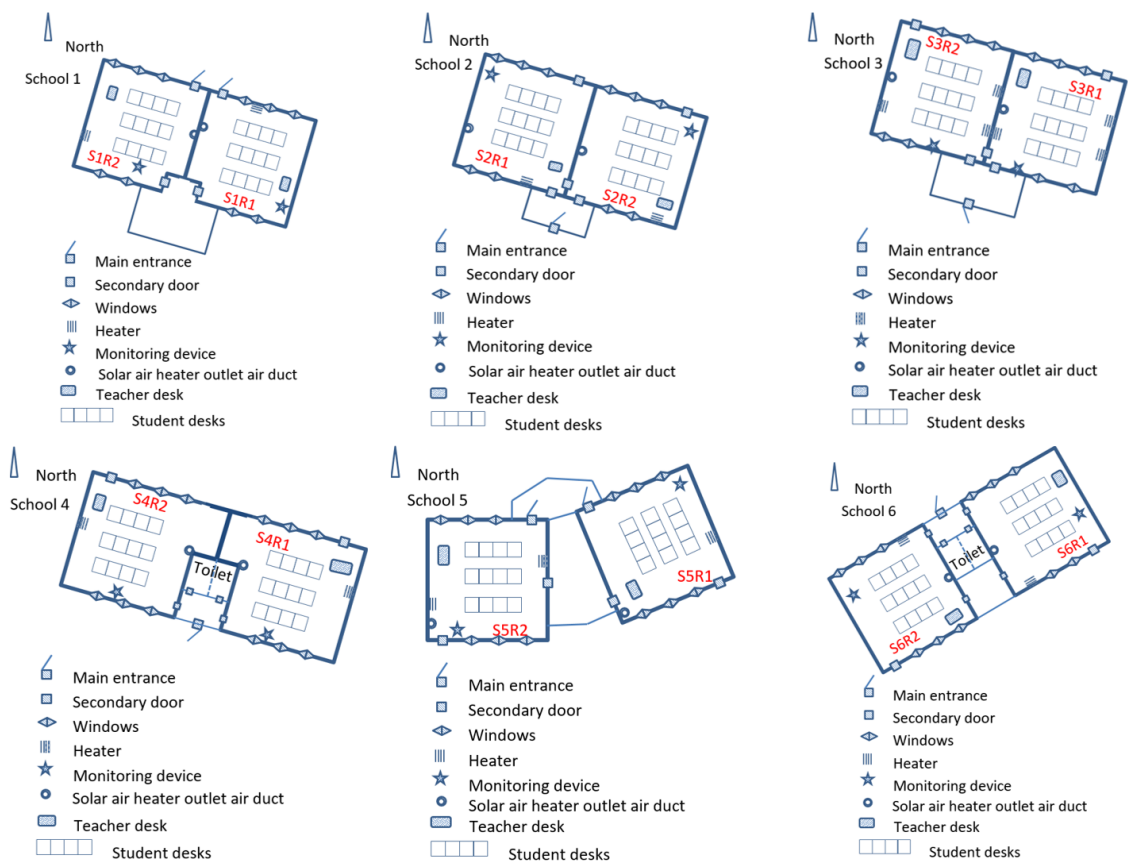 North
School 1
S1R2
S1R1
Main entrance
Secondary door
Windows
Heater
Monitoring device
Solar air heater outlet air duct
Teacher desk
Student desks
North
School 2
S2R1
S2R2
Main entrance
Secondary door
Windows
Heater
Monitoring device
Solar air heater outlet air duct
Teacher desk
Student desks
North
School 3
S3R2
S3R1
Main entrance
Secondary door
Windows
Heater
Monitoring device
Solar air heater outlet air duct
Teacher desk
Student desks
North
School 4
S4R2
S4R1
Toilet
Main entrance
Secondary door
Windows
Heater
Monitoring device
Solar air heater outlet air duct
Teacher desk
Student desks
North
School 5
S5R1
S5R2
Main entrance
Secondary door
Windows
Heater
Monitoring device
Solar air heater outlet air duct
Teacher desk
Student desks
North
School 6
Toilet
S6R1
S6R2
Main entrance
Secondary door
Windows
Heater
Monitoring device
Solar air heater outlet air duct
Teacher desk
Student desks